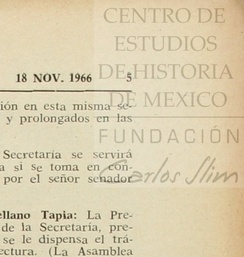 CENTRO DE
ESTUDIOS
DE HISTORIA
DE MEXICO
FUNDACIÓN
Carlos Slim
18 NOV. 1966 5
ción en esta misma se-
y prolongados en las
Secretaría se servirá
a si se toma en con-
por el señor senador
ellano Tapia: La Pre-
de la Secretaría, pre-
se le dispensa el trá-
ectura. (La Asamblea